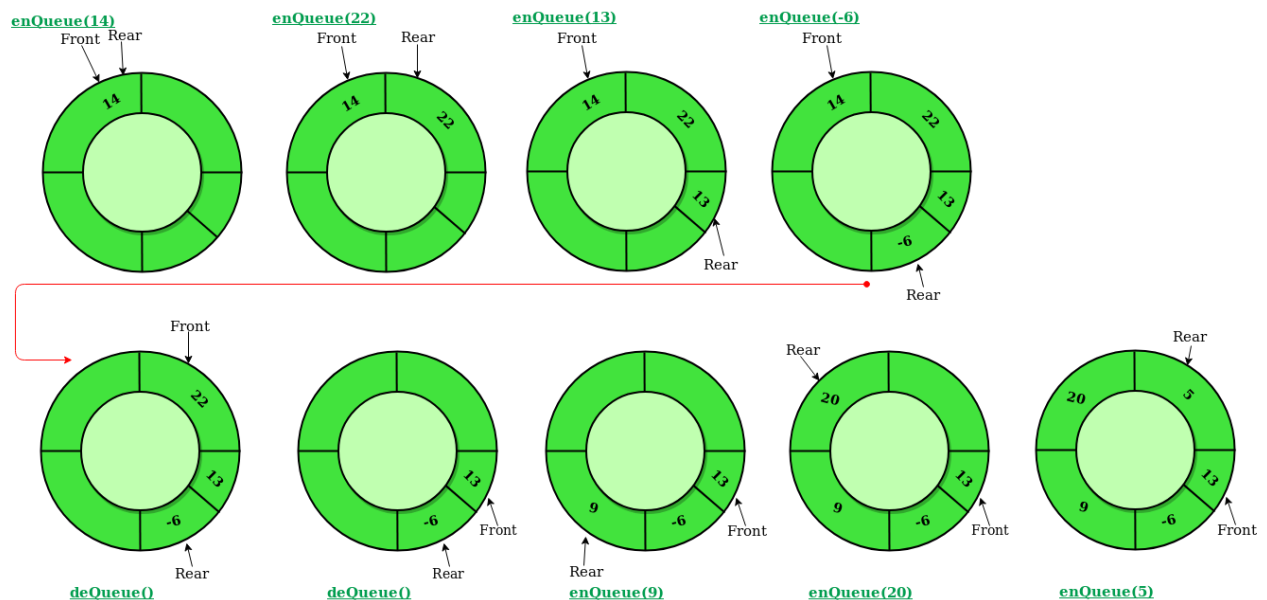 enQueue(14)
Front
Rear
14
enQueue(22)
Front
Rear
14
22
enQueue(13)
Front
14
22
13
Rear
enQueue(-6)
Front
14
22
13
-6
Rear
Front
22
13
-6
Rear
deQueue()
13
-6
Front
Rear
deQueue()
13
9
-6
Front
Rear
enQueue(9)
Rear
20
13
9
-6
Front
enQueue(20)
Rear
20
5
13
9
-6
Front
enQueue(5)